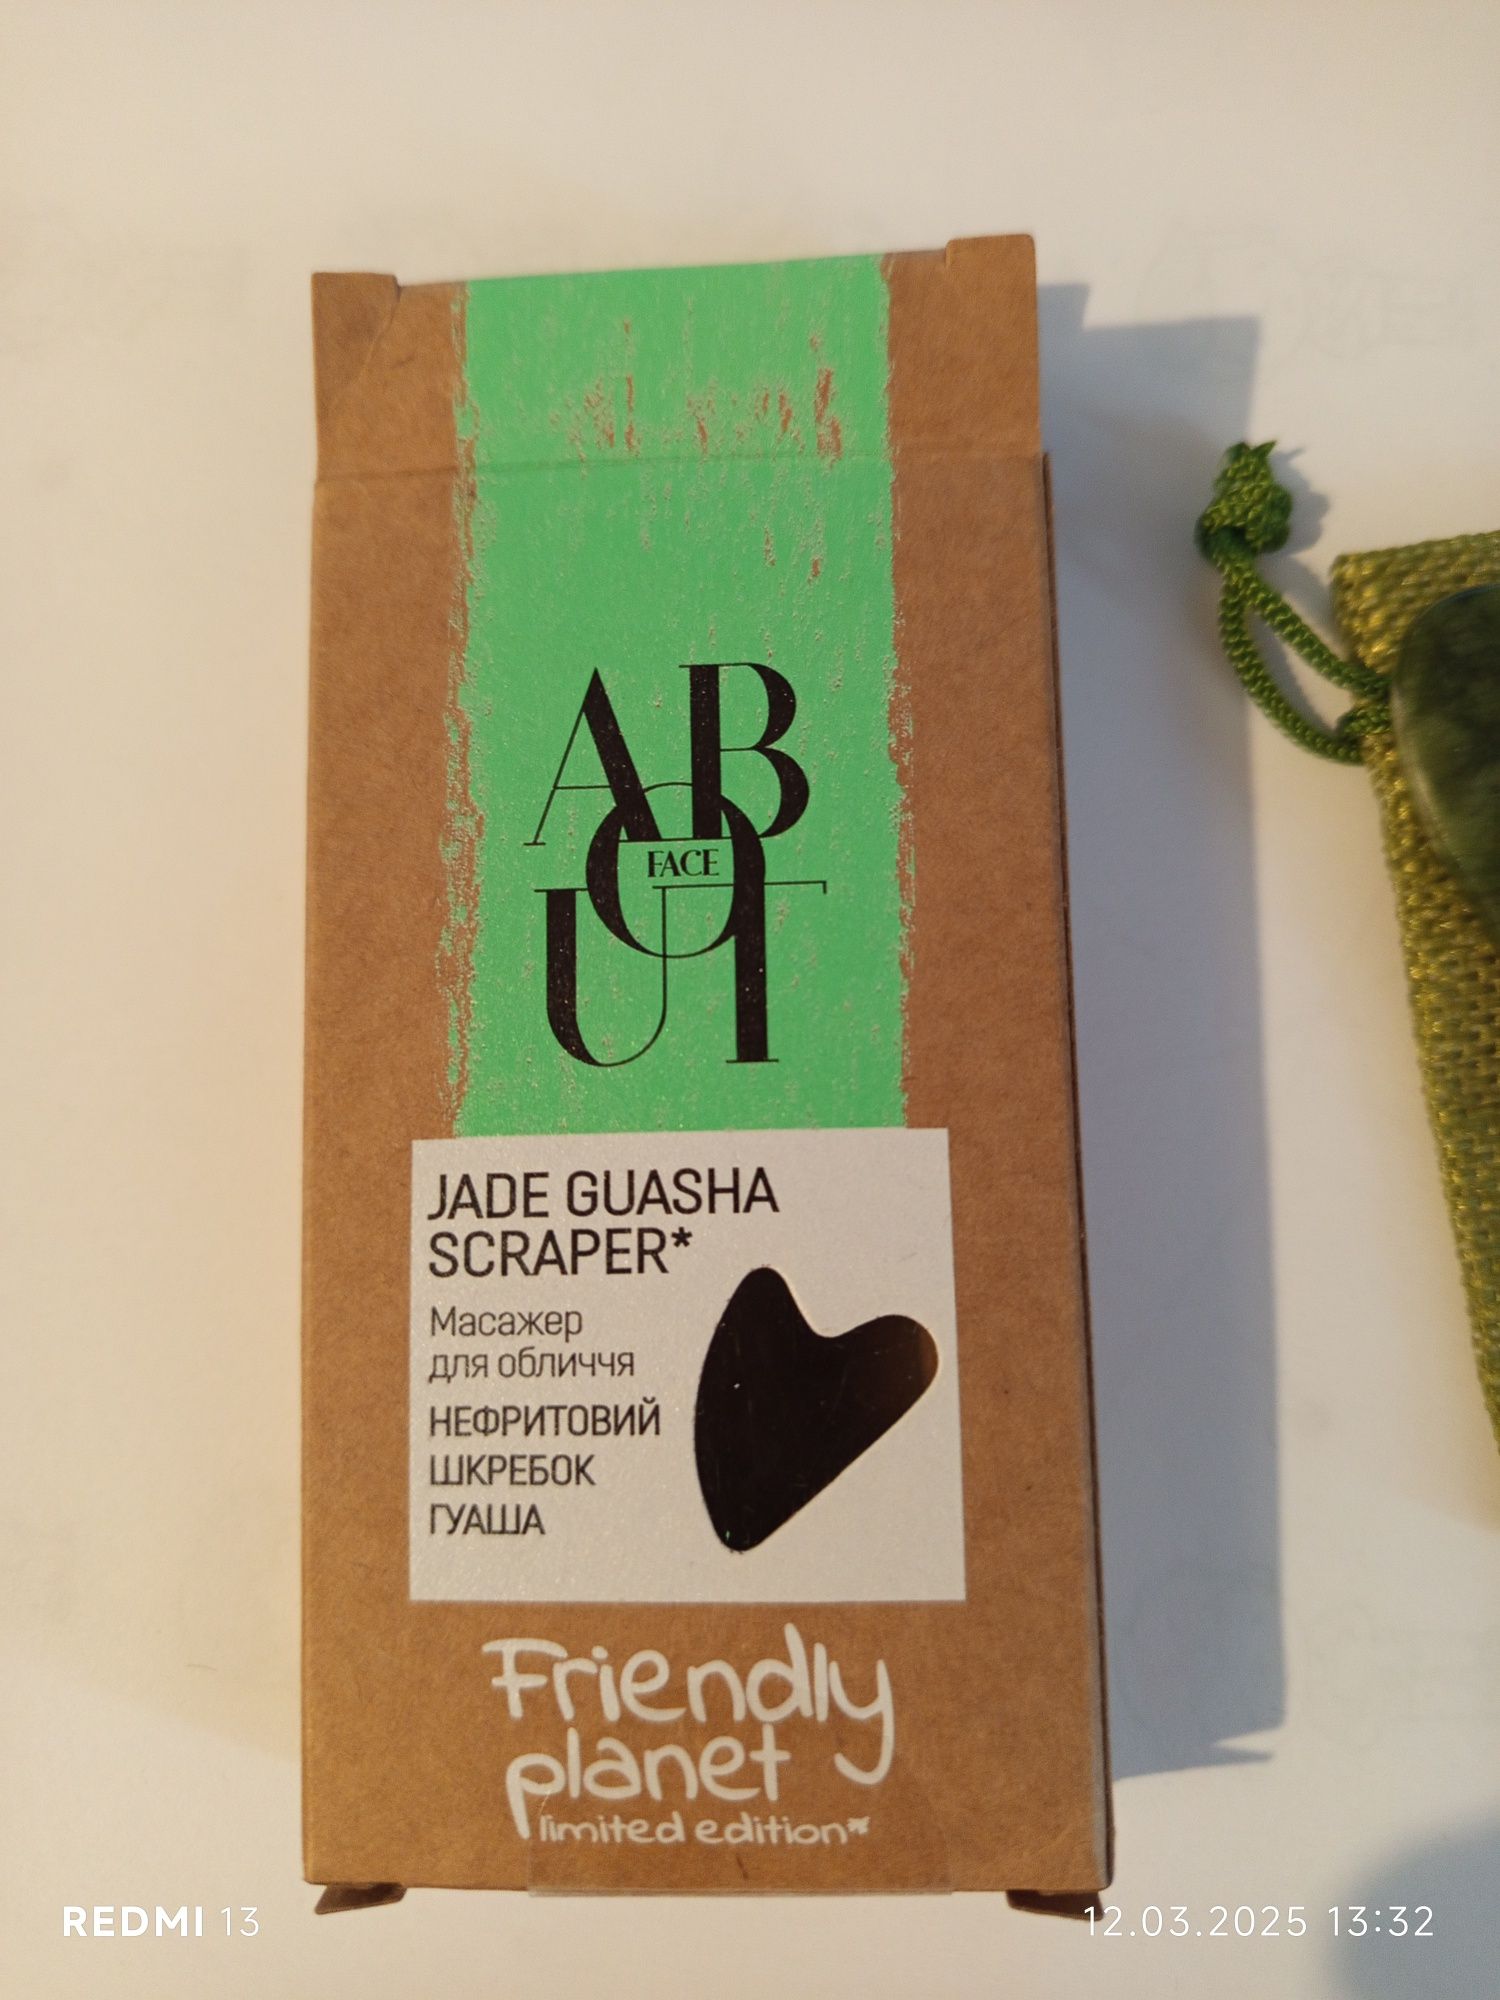 AB
O
FACE
UT
JADE GUASHA
SCRAPER*
Масажер
для обличчя
НЕФРИТОВИЙ
ШКРЕБОК
ГУАША
Friendly
planet
limited edition*
REDMI 13
12.03.2025 13:32